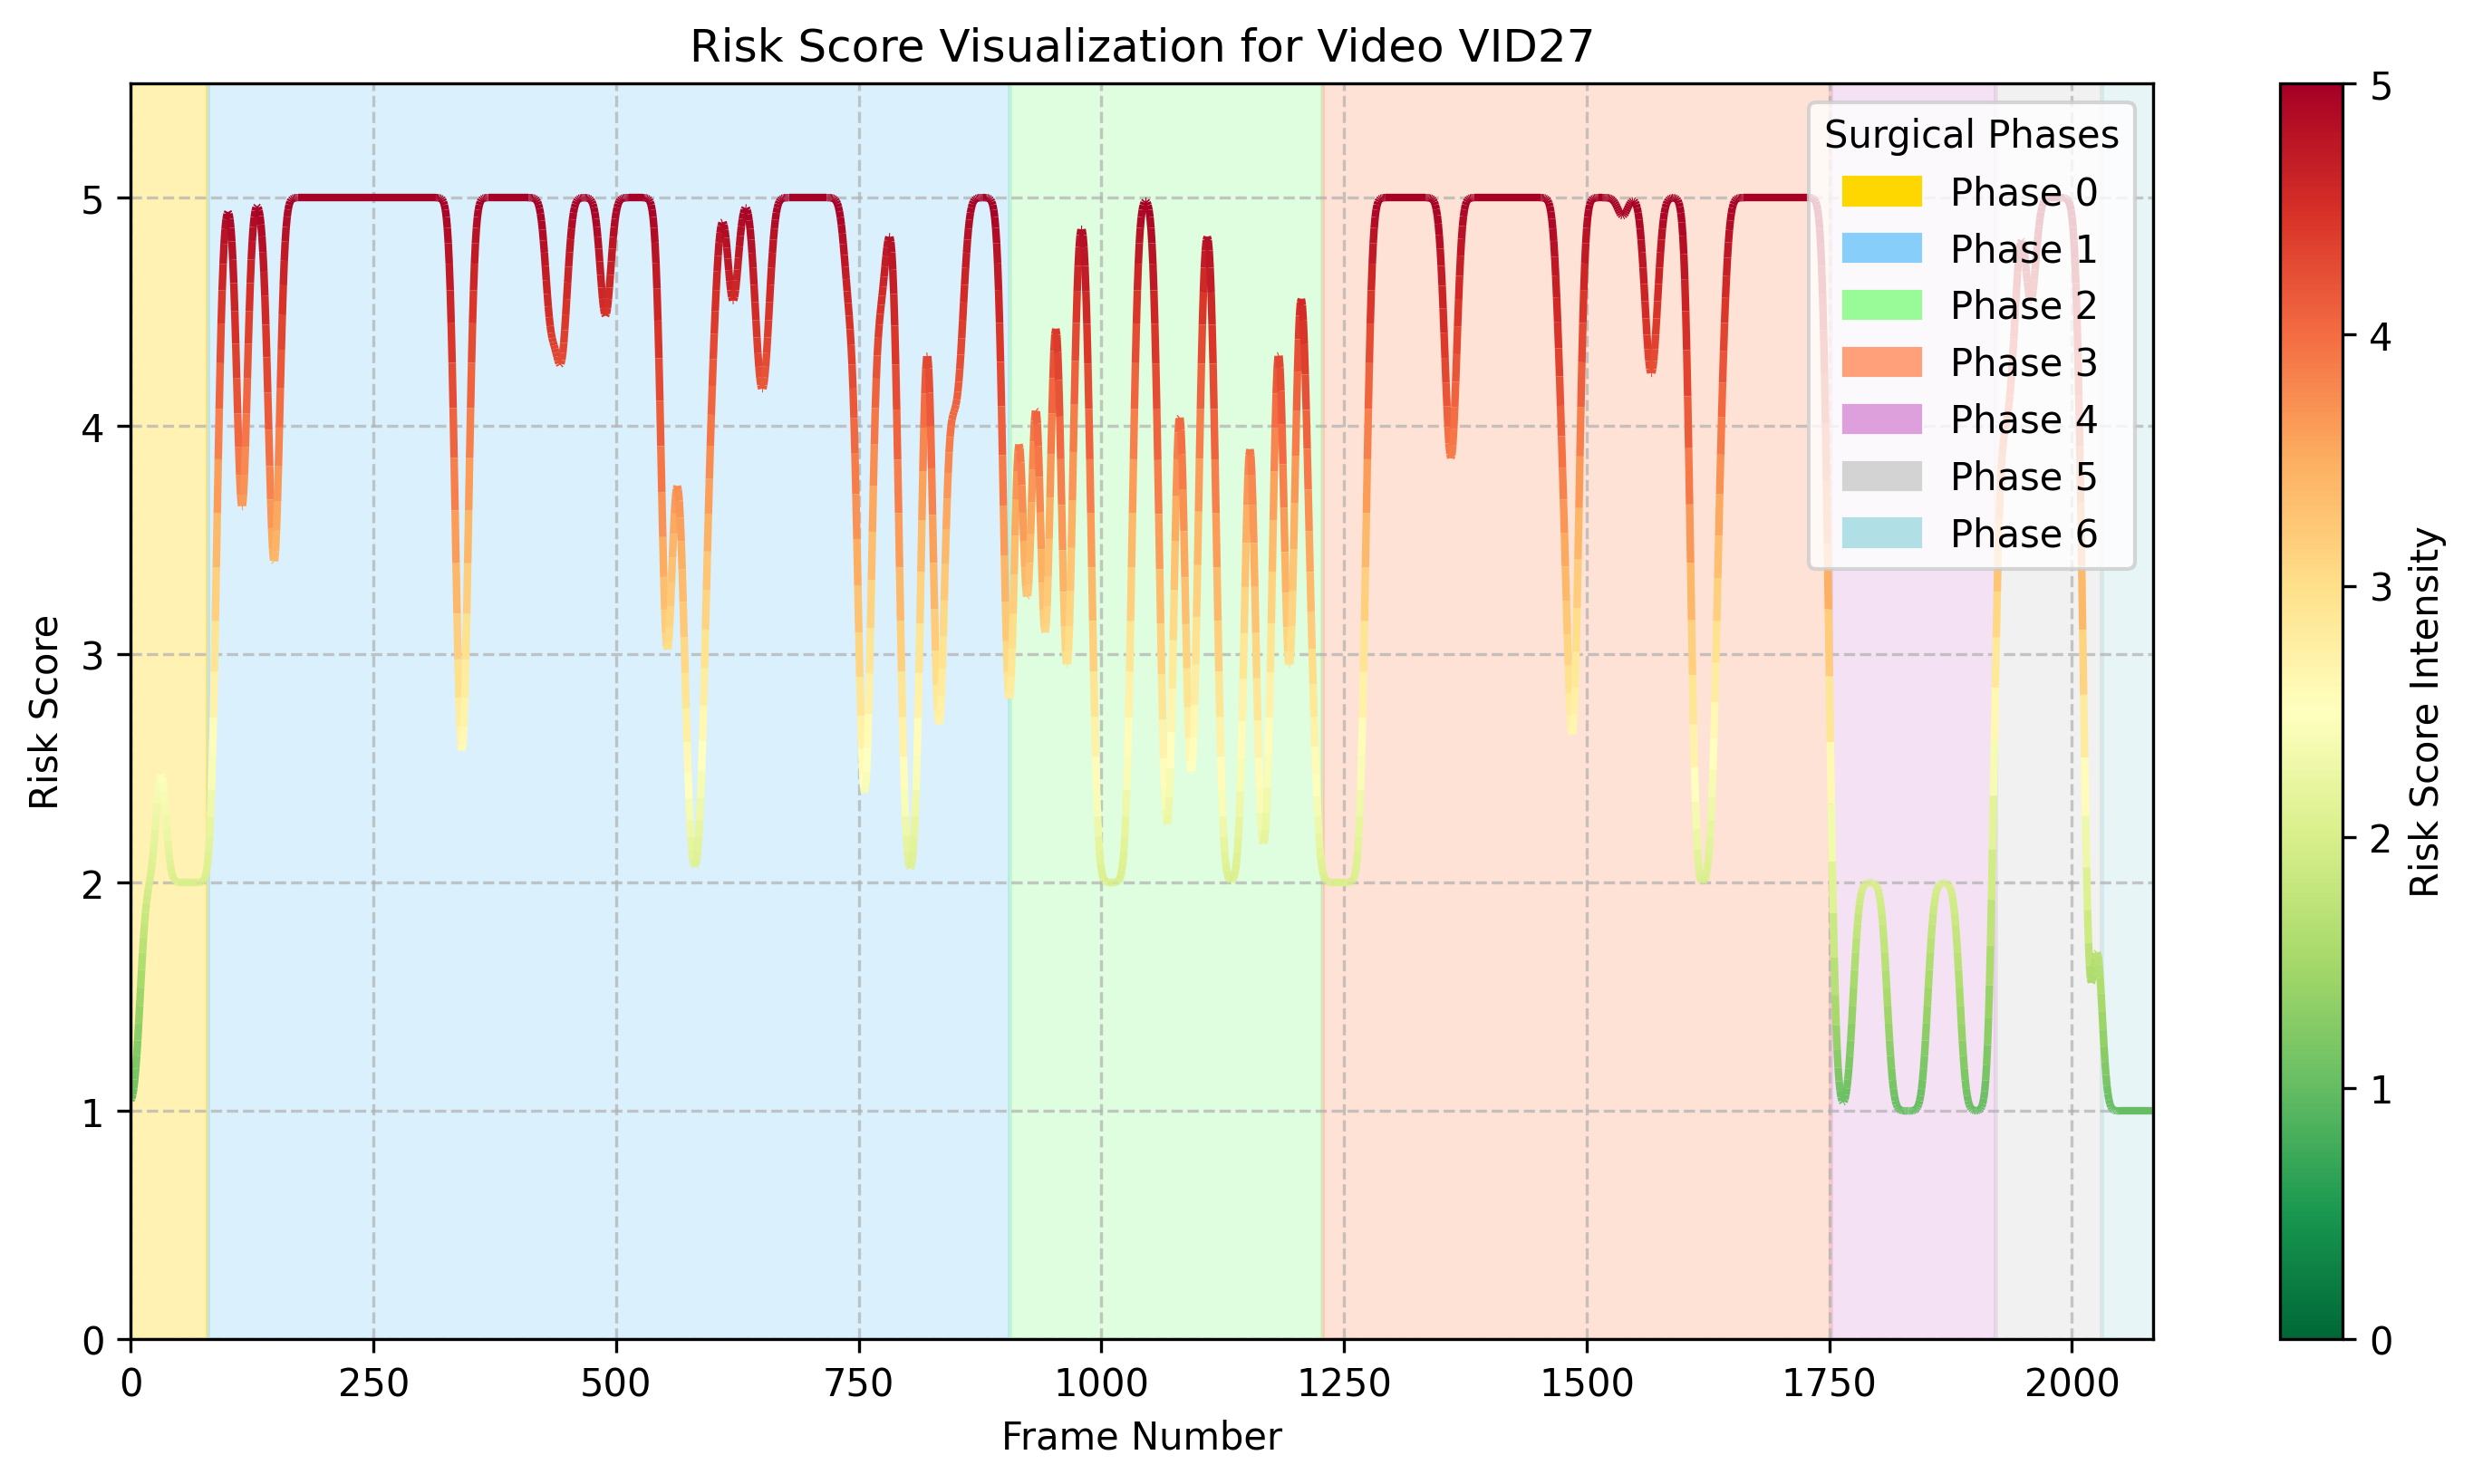 Risk Score Visualization for Video VID27
Risk Score
5
4
3
2
1
0
0 250 500 750 1000 1250 1500 1750 2000
Frame Number
Surgical Phases
Phase 0
Phase 1
Phase 2
Phase 3
Phase 4
Phase 5
Phase 6
5
4
3
2
1
0
Risk Score Intensity